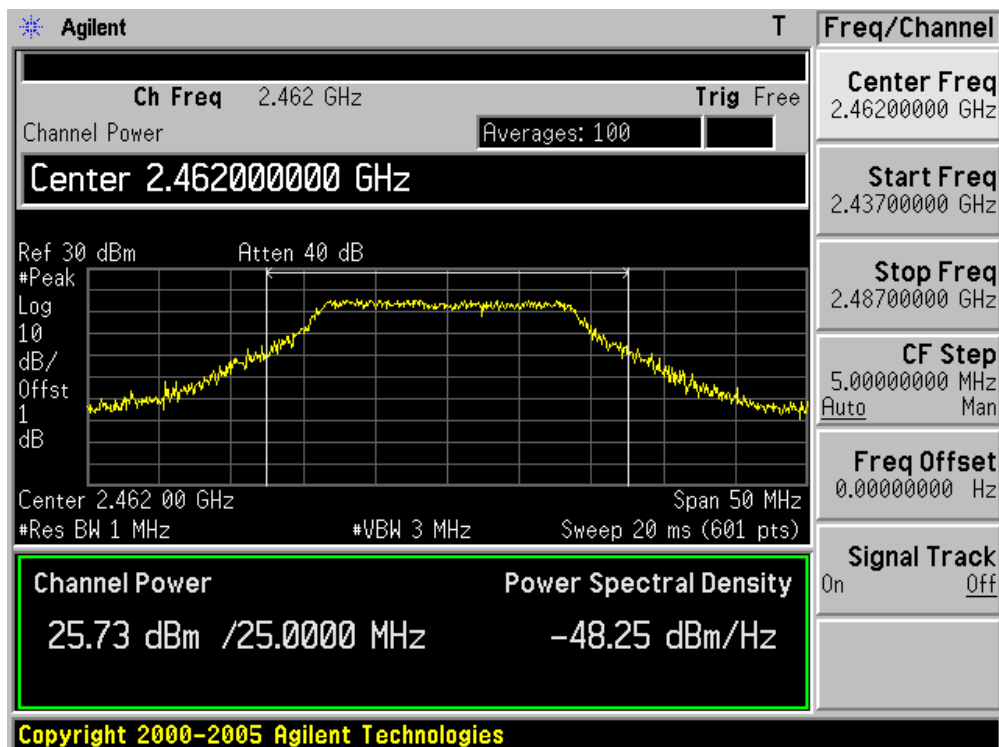 Agilent T Freq/Channel
Ch Freq 2.462 GHz Trig Free
Channel Power Averages: 100
Center 2.462000000 GHz
Ref 30 dBm Atten 40 dB
#Peak
Log
10
dB/
Offst
1
dB
Center 2.462 00 GHz Span 50 MHz
#Res BW 1 MHz #VBW 3 MHz Sweep 20 ms (601 pts)
Channel Power Power Spectral Density
25.73 dBm /25.0000 MHz -48.25 dBm/Hz
Center Freq
2.46200000 GHz
Start Freq
2.43700000 GHz
Stop Freq
2.48700000 GHz
CF Step
5.00000000 MHz
Auto Man
Freq Offset
0.00000000 Hz
Signal Track
On Off
Copyright 2000-2005 Agilent Technologies